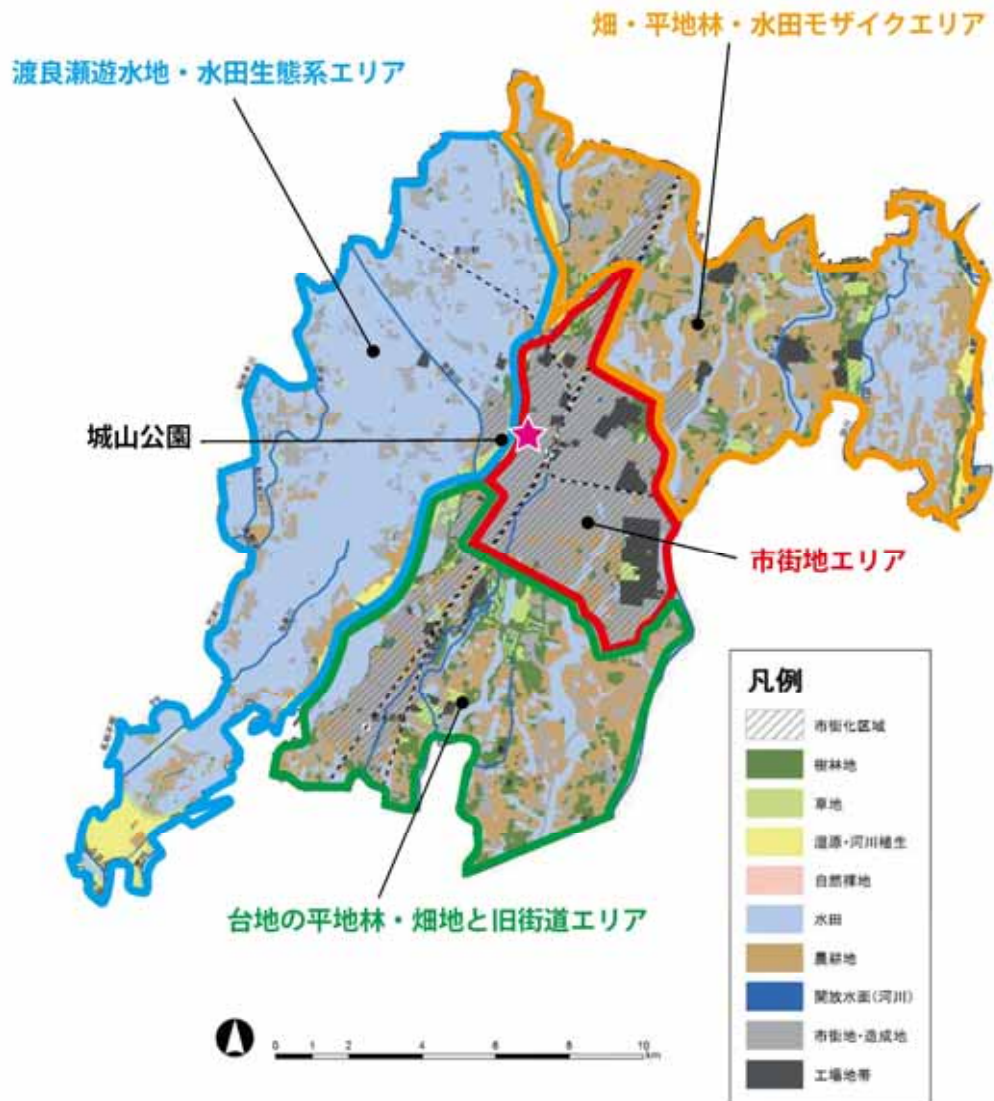 畑・平地林・水田モザイクエリア
渡良瀬遊水地・水田生態系エリア
城山公園
市街地エリア
台地の平地林・畑地と旧街道エリア
凡例
市街化区域
樹林地
草地
湿原・河川植生
自然裸地
水田
農耕地
開放水面(河川)
市街地・造成地
工場地帯
0 1 2 4 6 8 10
km